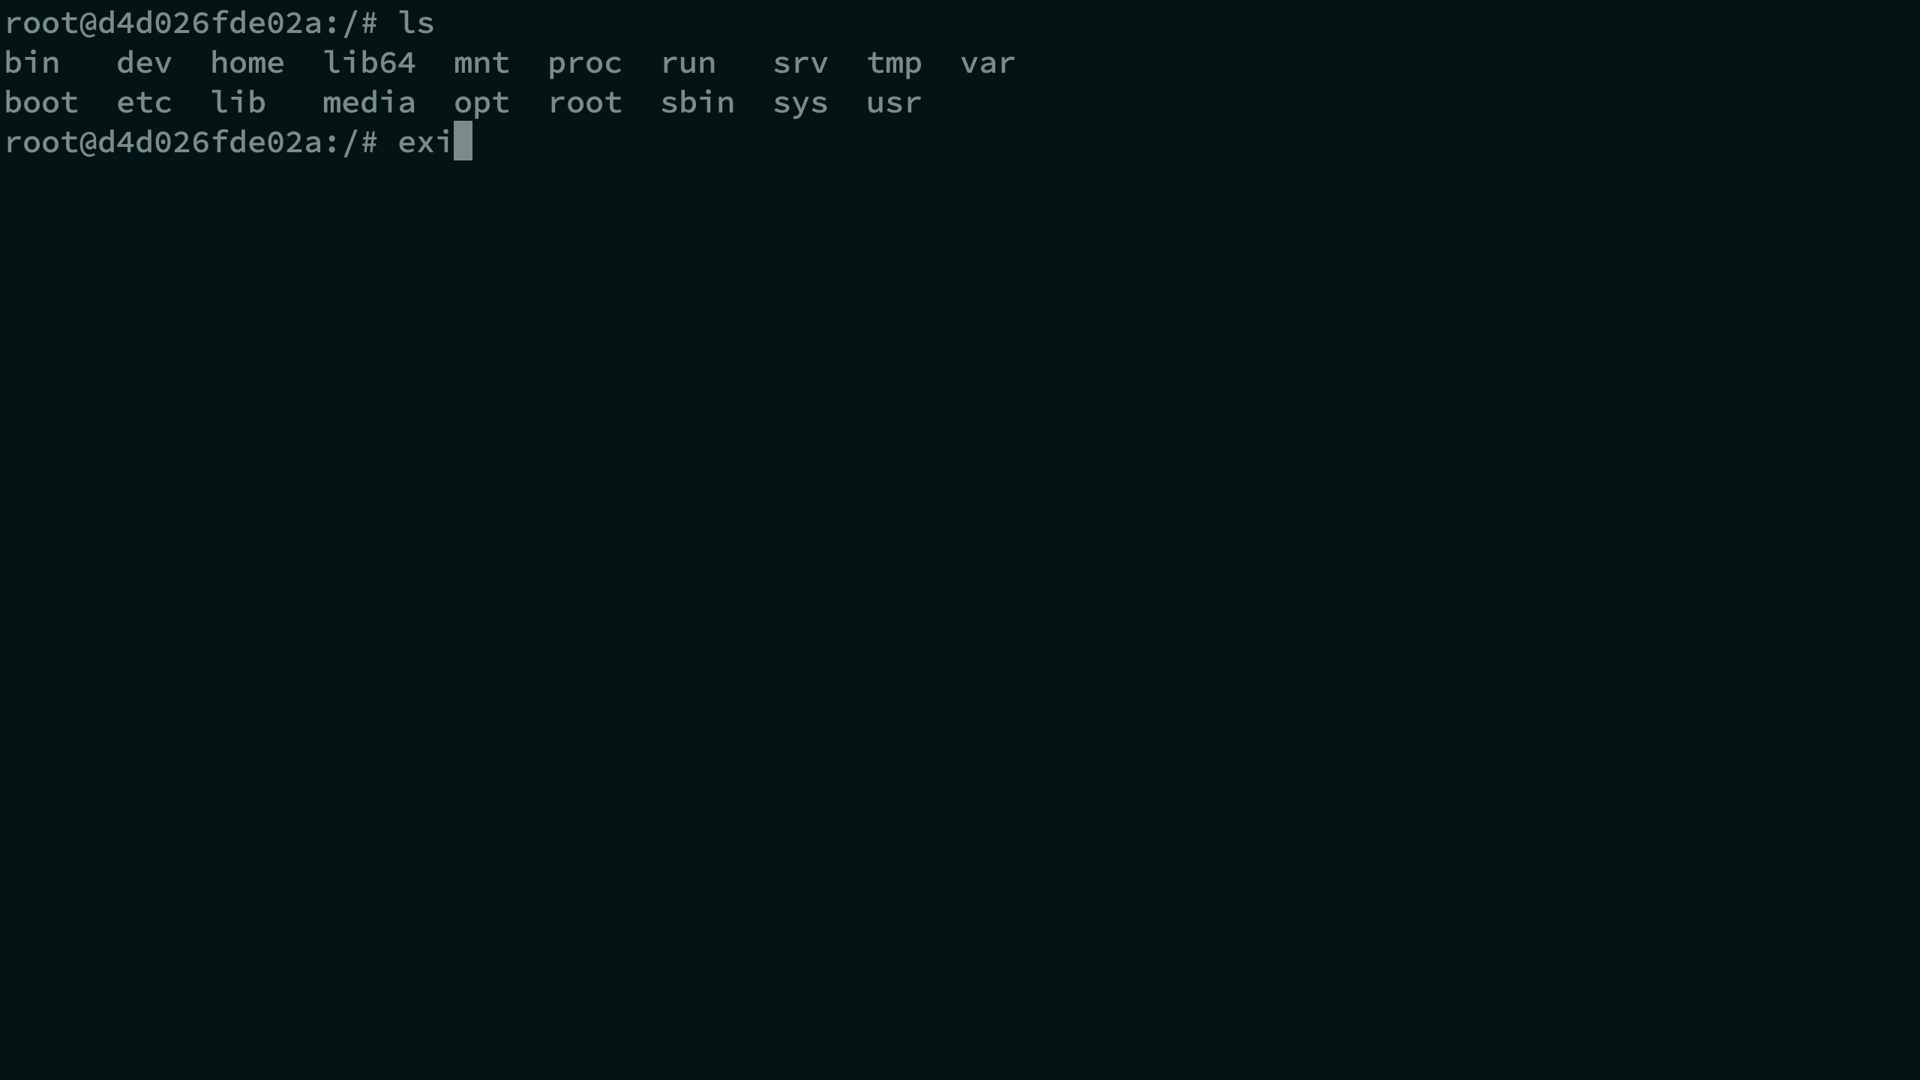 root@d4d026fde02a:/# ls
bin   dev  home  lib64  mnt  proc  run   srv  tmp  var
boot  etc  lib   media  opt  root  sbin  sys  usr
root@d4d026fde02a:/# exi